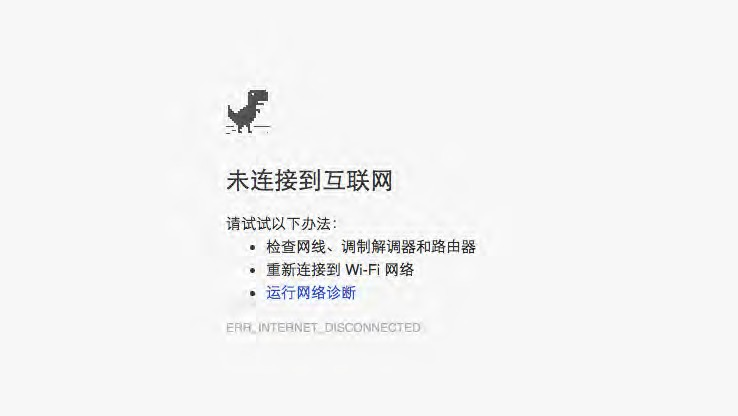 未连接到互联网
请试试以下办法：
• 检查网线、调制解调器和路由器
• 重新连接到 Wi-Fi 网络
• 运行网络诊断
ERR_INTERNET_DISCONNECTED